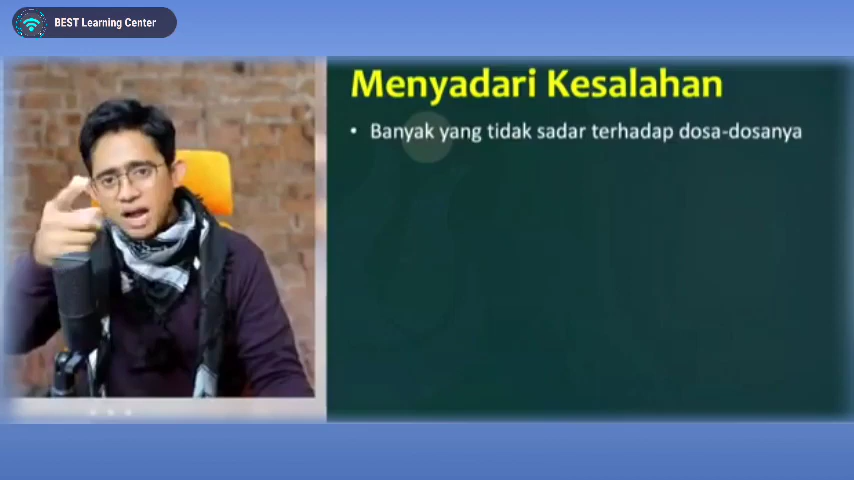 BEST Learning Center
Menyadari Kesalahan
• Banyak yang tidak sadar terhadap dosa-dosanya